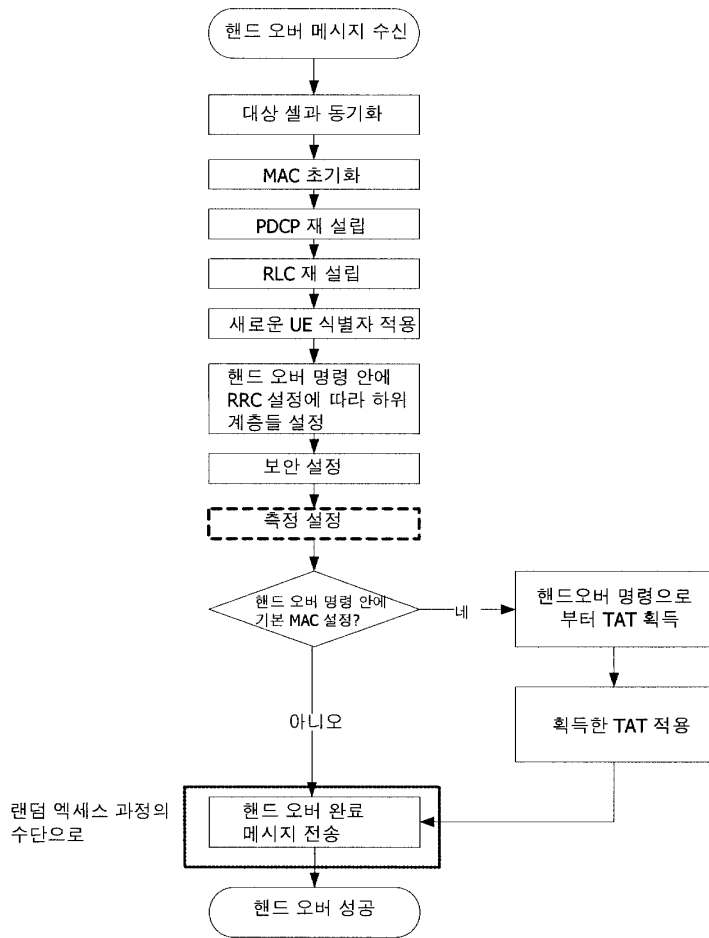 핸드 오버 메시지 수신
대상 셀과 동기화
MAC 초기화
PDCP 재 설립
RLC 재 설립
새로운 UE 식별자 적용
핸드 오버 명령 안에
RRC 설정에 따라 하위
계층들 설정
보안 설정
측정 설정
핸드 오버 명령 안에
기본 MAC 설정?
네
핸드오버 명령으로
부터 TAT 획득
획득한 TAT 적용
아니오
랜덤 엑세스 과정의
수단으로
핸드 오버 완료
메시지 전송
핸드 오버 성공